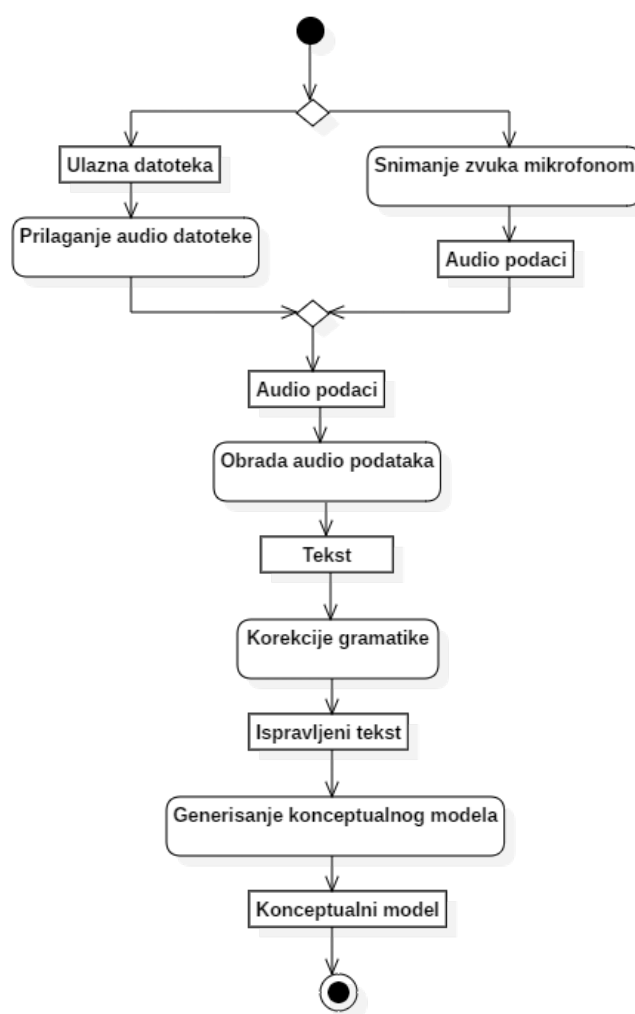 Ulazna datoteka
Snimanje zvuka mikrofonom
Prilaganje audio datoteke
Audio podaci
Audio podaci
Obrada audio podataka
Tekst
Korekcije gramatike
Ispravljeni tekst
Generisanje konceptualnog modela
Konceptualni model